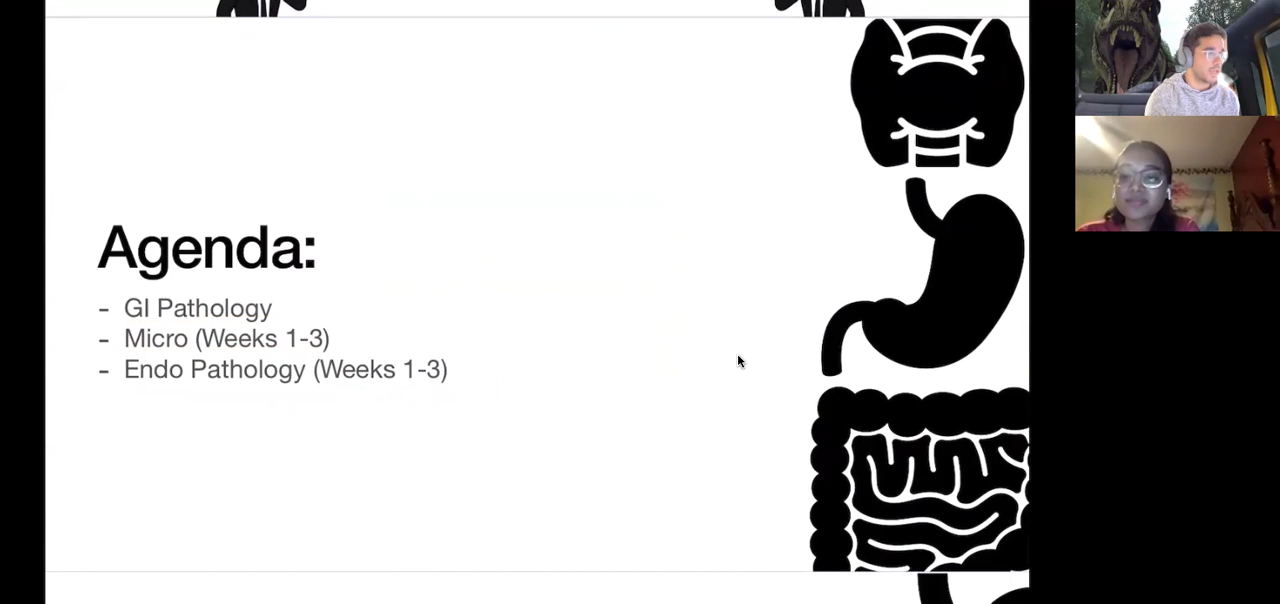 Agenda:
- GI Pathology
- Micro (Weeks 1-3)
- Endo Pathology (Weeks 1-3)